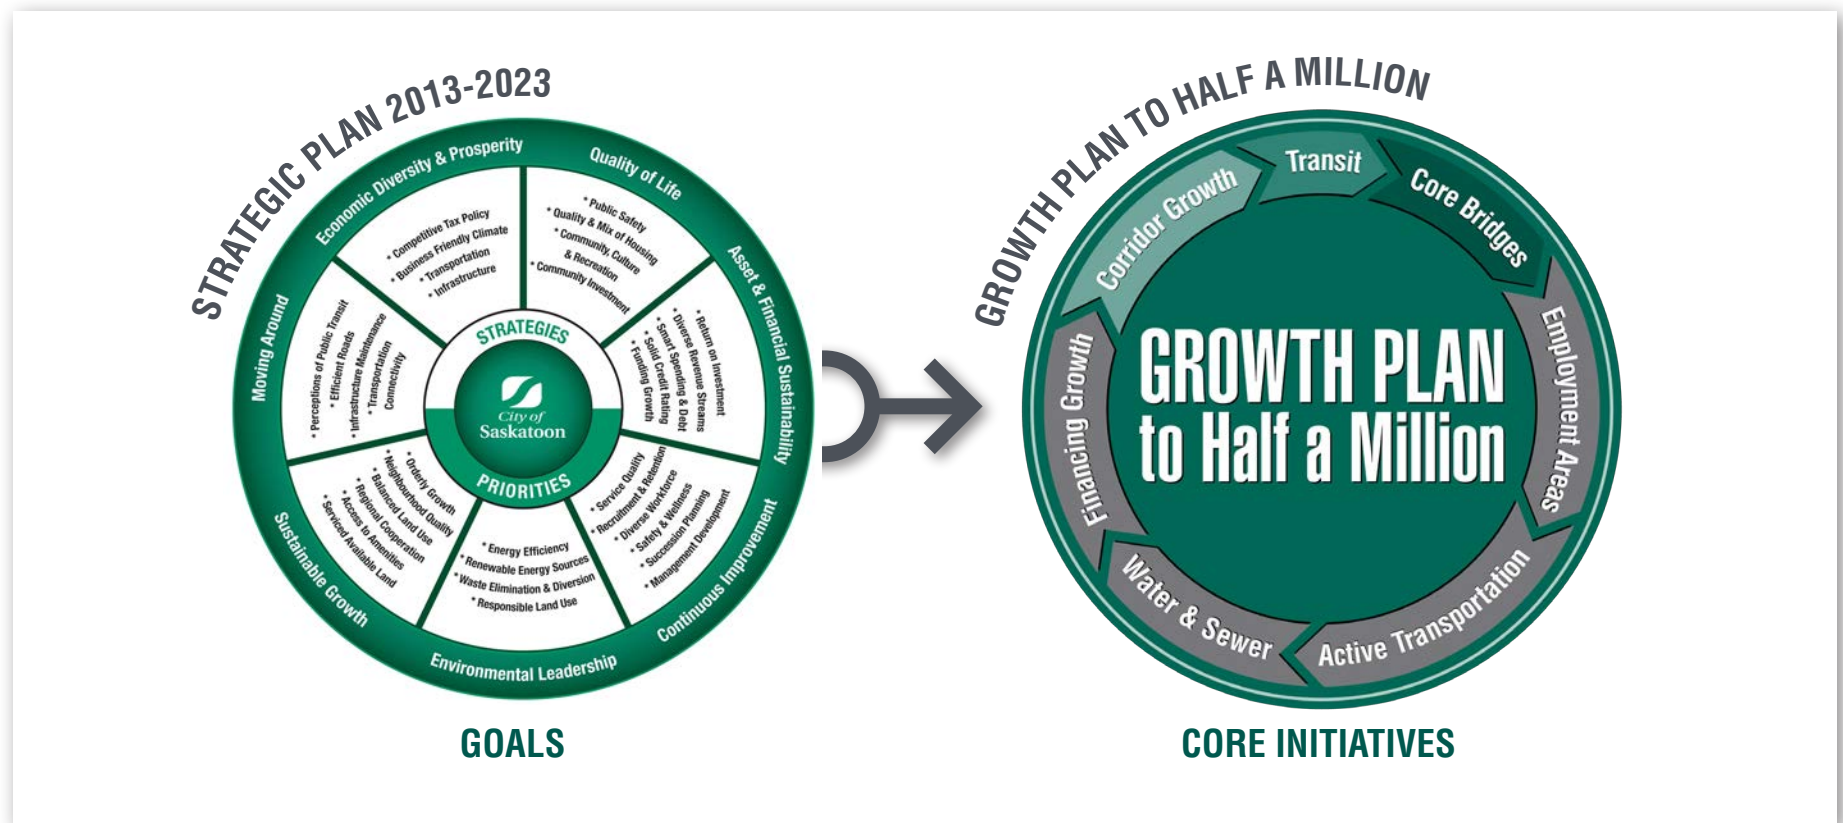 STRATEGIC PLAN 2013-2023
Economic Diversity & Prosperity
* Competitive Tax Policy
* Business Friendly Climate
* Transportation
* Infrastructure
Quality of Life
* Public Safety
* Quality & Mix of Housing
* Community, Culture
& Recreation
* Community Investment
Asset & Financial Sustainability
* Return on Investment
* Diverse Revenue Streams
* Smart Spending & Debt
* Solid Credit Rating
* Funding Growth
Continuous Improvement
* Service Quality
* Recruitment & Retention
* Diverse Workforce
* Safety & Wellness
* Succession Planning
* Management Development
Environmental Leadership
* Energy Efficiency
* Renewable Energy Sources
* Waste Elimination & Diversion
* Responsible Land Use
Sustainable Growth
* Orderly Growth
* Neighbourhood Quality
* Balanced Land Use
* Regional Cooperation
* Access to Amenities
* Serviced Available Land
Moving Around
* Perceptions of Public Transit
* Efficient Roads
* Infrastructure Maintenance
* Transportation
Connectivity
STRATEGIES
City of
Saskatoon
PRIORITIES
GOALS
GROWTH PLAN TO HALF A MILLION
Corridor Growth
Transit
Core Bridges
Employment Areas
Active Transportation
Water & Sewer
Financing Growth
GROWTH PLAN
to Half a Million
CORE INITIATIVES